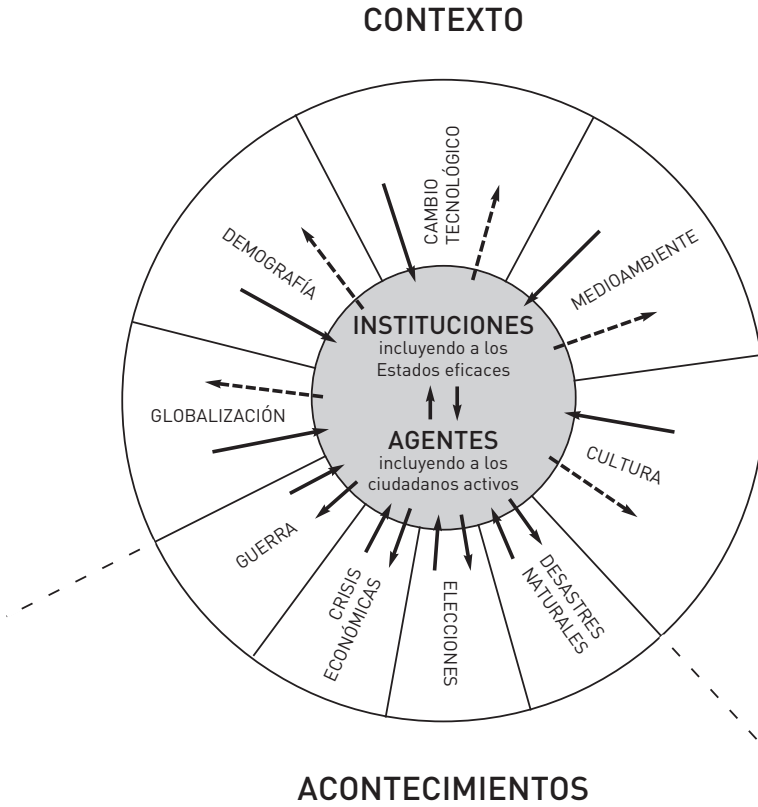 CONTEXTO
CAMBIO
TECNOLÓGICO
DEMOGRAFÍA
MEDIOAMBIENTE
INSTITUCIONES
incluyendo a los
Estados eficaces
GLOBALIZACIÓN
AGENTES
incluyendo a los
ciudadanos activos
CULTURA
GUERRA
CRISIS
ECONÓMICAS
ELECCIONES
DESASTRES
NATURALES
ACONTECIMIENTOS